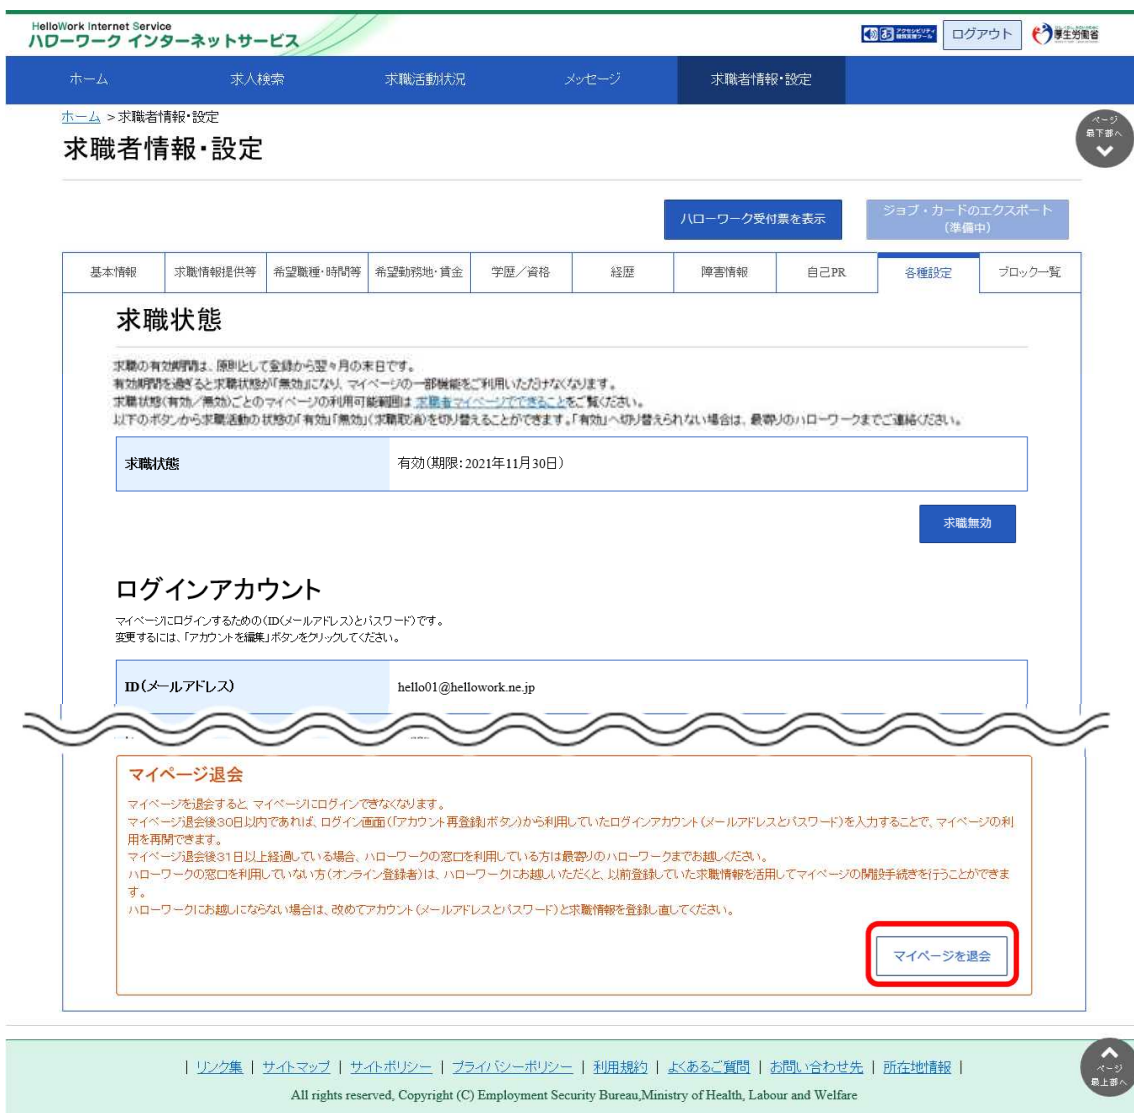 HelloWork Internet Service
ハローワーク インターネットサービス
アクセシビリティ
閲覧支援ツール
ログアウト
厚生労働省
ホーム
求人検索
求職活動状況
メッセージ
求職者情報・設定
ホーム >求職者情報・設定
ページ
最下部へ
求職者情報・設定
ハローワーク受付票を表示
ジョブ・カードのエクスポート
（準備中）
基本情報
求職情報提供等
希望職種・時間等
希望勤務地・賃金
学歴／資格
経歴
障害情報
自己PR
各種設定
ブロック一覧
求職状態
求職の有効期間は、原則として登録から翌々月の末日です。
有効期間を過ぎると求職状態が「無効」になり、マイページの一部機能をご利用いただけなくなります。
求職状態（有効／無効）ごとのマイページの利用可能範囲は 求職者マイページでできることをご覧ください。
以下のボタンから求職活動の状態の「有効」「無効」（求職取消）を切り替えることができます。「有効」へ切り替えられない場合は、最寄りのハローワークまでご連絡ください。
求職状態
有効（期限：2021年11月30日）
求職無効
ログインアカウント
マイページにログインするための（ID（メールアドレス）とパスワード）です。
変更するには、「アカウントを編集」ボタンをクリックしてください。
ID（メールアドレス）
hello01@hellowork.ne.jp
マイページ退会
マイページを退会すると、マイページにログインできなくなります。
マイページ退会後30日以内であれば、ログイン画面（「アカウント再登録」ボタン）から利用していたログインアカウント（メールアドレスとパスワード）を入力することで、マイページの利
用を再開できます。
マイページ退会後31日以上経過している場合、ハローワークの窓口を利用している方は最寄りのハローワークまでお越しください。
ハローワークの窓口を利用していない方（オンライン登録者）は、ハローワークにお越しいただくと、以前登録していた求職情報を活用してマイページの開設手続きを行うことができま
す。
ハローワークにお越しにならない場合は、改めてアカウント（メールアドレスとパスワード）と求職情報を登録し直してください。
マイページを退会
| リンク集 | サイトマップ | サイトポリシー | プライバシーポリシー | 利用規約 | よくあるご質問 | お問い合わせ先 | 所在地情報 |
ページ
最上部へ
All rights reserved, Copyright (C) Employment Security Bureau,Ministry of Health, Labour and Welfare